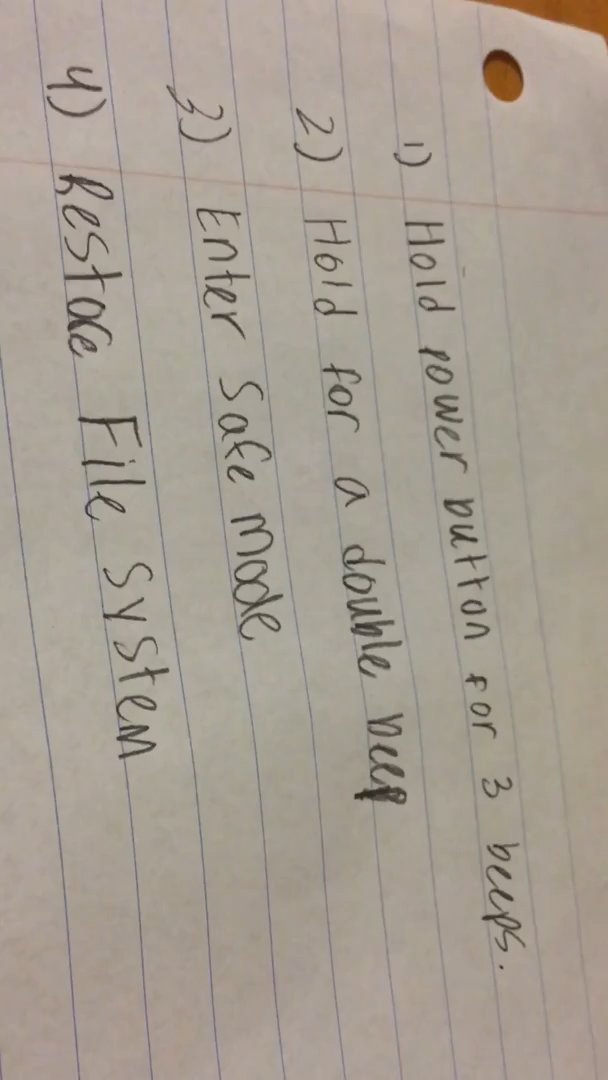 1) Hold power button for 3 beeps.
2) Hold for a double beep
3) Enter Safe mode
4) Restore File System